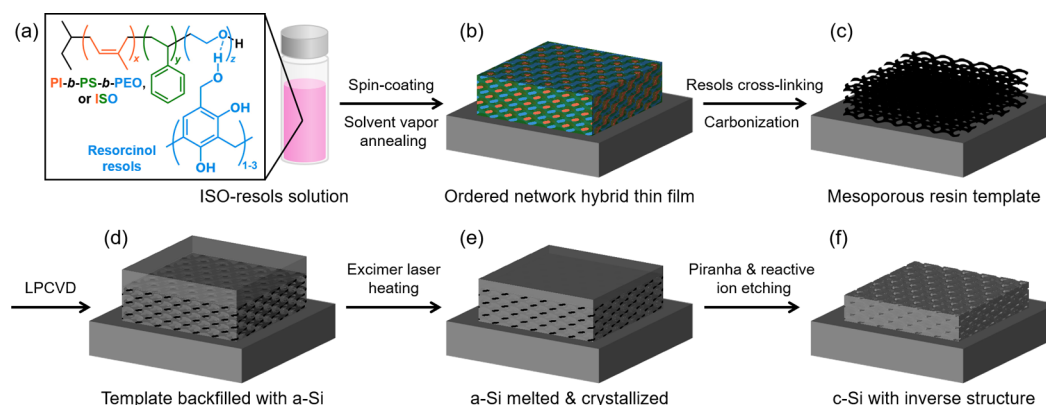 (a)
O
H
x
y
z
H
O
PI-b-PS-b-PEO,
or ISO
OH
Resorcinol
resols
OH
1-3
ISO-resols solution
Spin-coating
Solvent vapor
annealing
(b)
Ordered network hybrid thin film
Resols cross-linking
Carbonization
(c)
Mesoporous resin template
LPCVD
(d)
Template backfilled with a-Si
Excimer laser
heating
(e)
a-Si melted & crystallized
Piranha & reactive
ion etching
(f)
c-Si with inverse structure